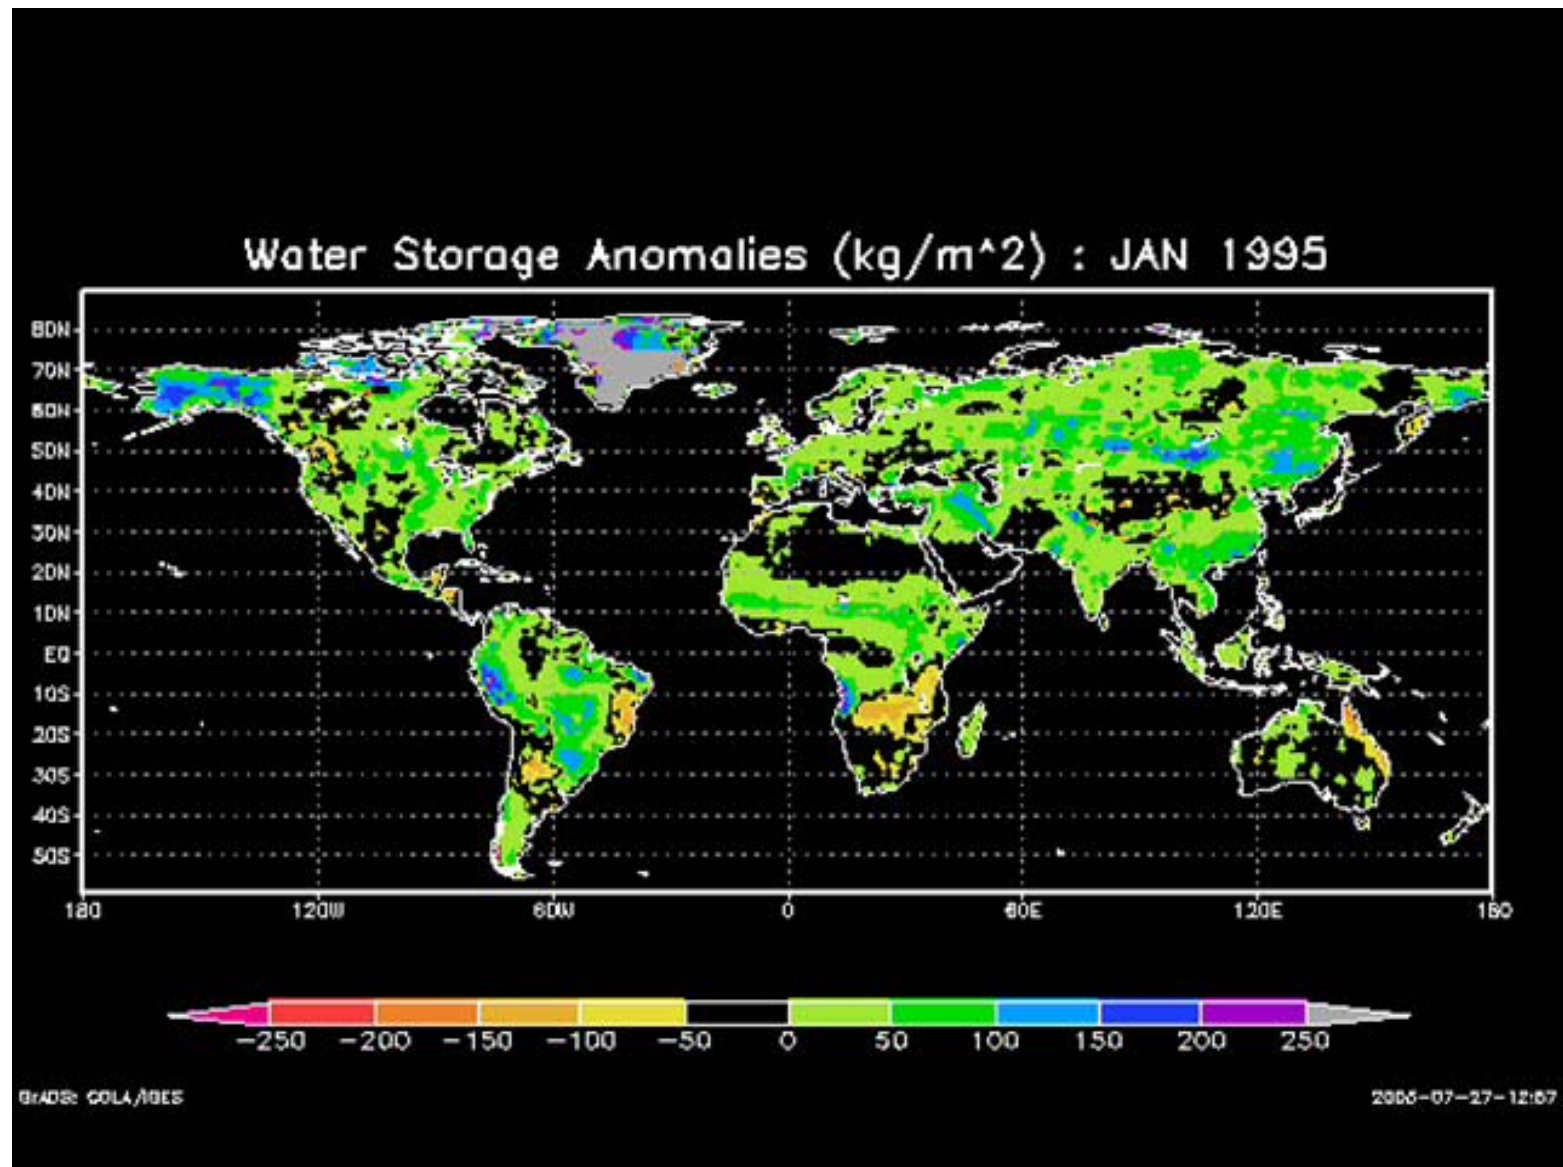 Water Storage Anomalies (kg/m^2) : JAN 1995
80N
70N
60N
50N
40N
30N
20N
10N
EQ
10S
20S
30S
40S
50S
180 120W 60W 0 60E 120E 180
-250 -200 -150 -100 -50 0 50 100 150 200 250
GrADS: COLA/IGES